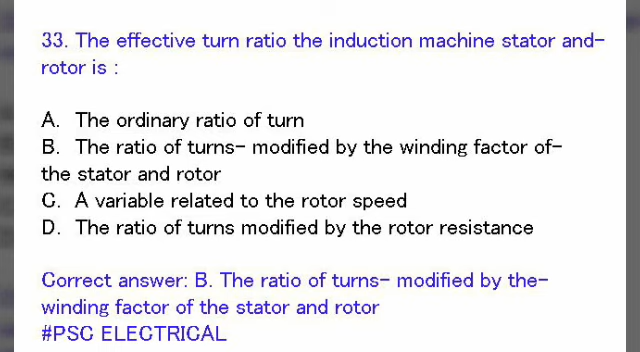 33. The effective turn ratio the induction machine stator and-
rotor is :
A. The ordinary ratio of turn
B. The ratio of turns- modified by the winding factor of-
the stator and rotor
C. A variable related to the rotor speed
D. The ratio of turns modified by the rotor resistance
Correct answer: B. The ratio of turns- modified by the-
winding factor of the stator and rotor
#PSC ELECTRICAL